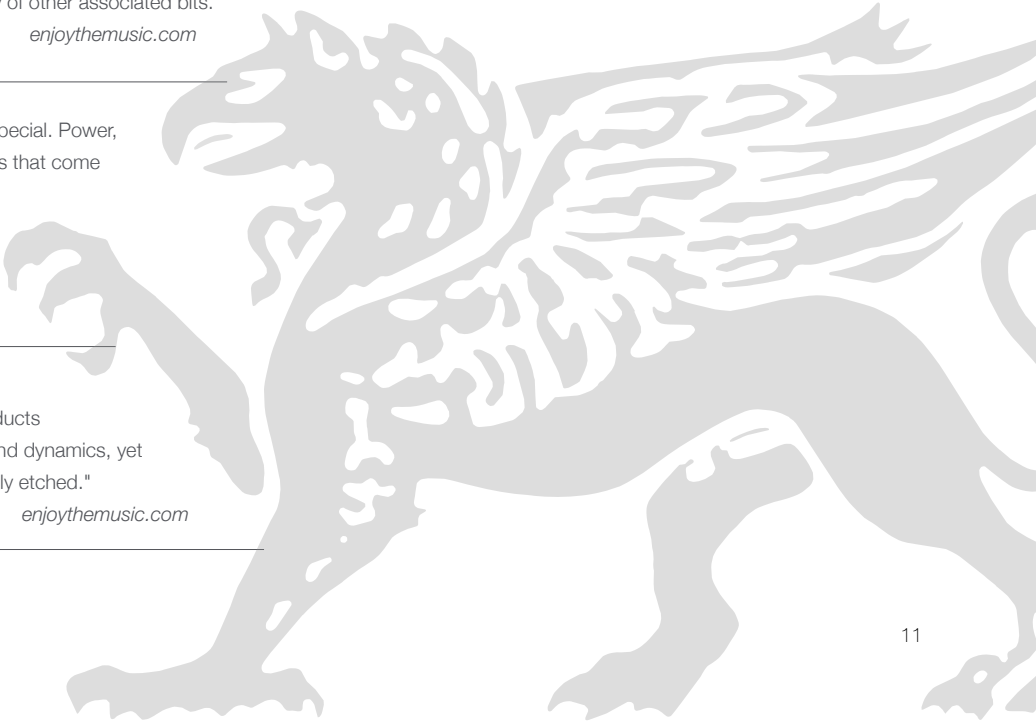 of other associated bits.
enjoythemusic.com
pecial. Power,
s that come
ducts
nd dynamics, yet
ly etched."
enjoythemusic.com
11